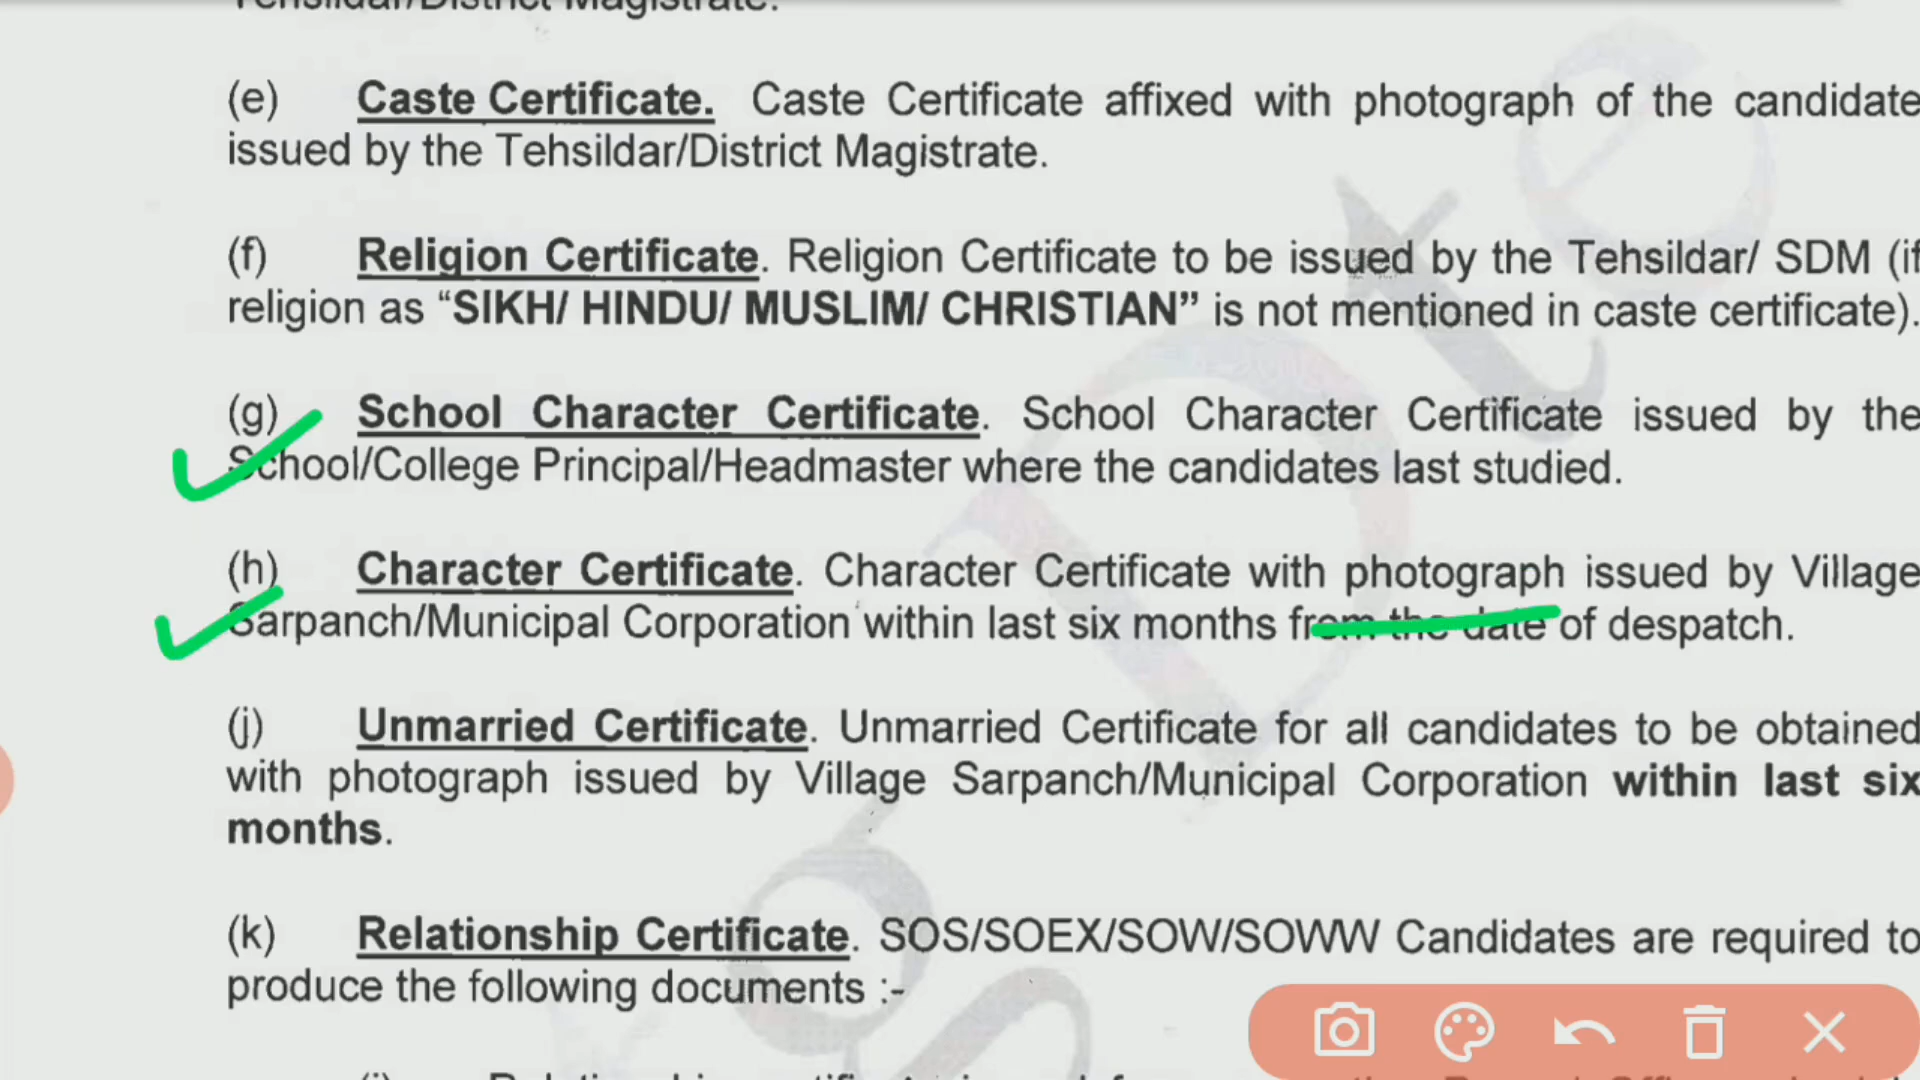 Tehsildar/District Magistrate.
(e) Caste Certificate. Caste Certificate affixed with photograph of the candidate
issued by the Tehsildar/District Magistrate.
(f) Religion Certificate. Religion Certificate to be issued by the Tehsildar/ SDM (if
religion as “SIKH/ HINDU/ MUSLIM/ CHRISTIAN” is not mentioned in caste certificate).
(g) School Character Certificate. School Character Certificate issued by the
School/College Principal/Headmaster where the candidates last studied.
(h) Character Certificate. Character Certificate with photograph issued by Village
Sarpanch/Municipal Corporation within last six months from the date of despatch.
(j) Unmarried Certificate. Unmarried Certificate for all candidates to be obtained
with photograph issued by Village Sarpanch/Municipal Corporation within last six
months.
(k) Relationship Certificate. SOS/SOEX/SOW/SOWW Candidates are required to
produce the following documents :-